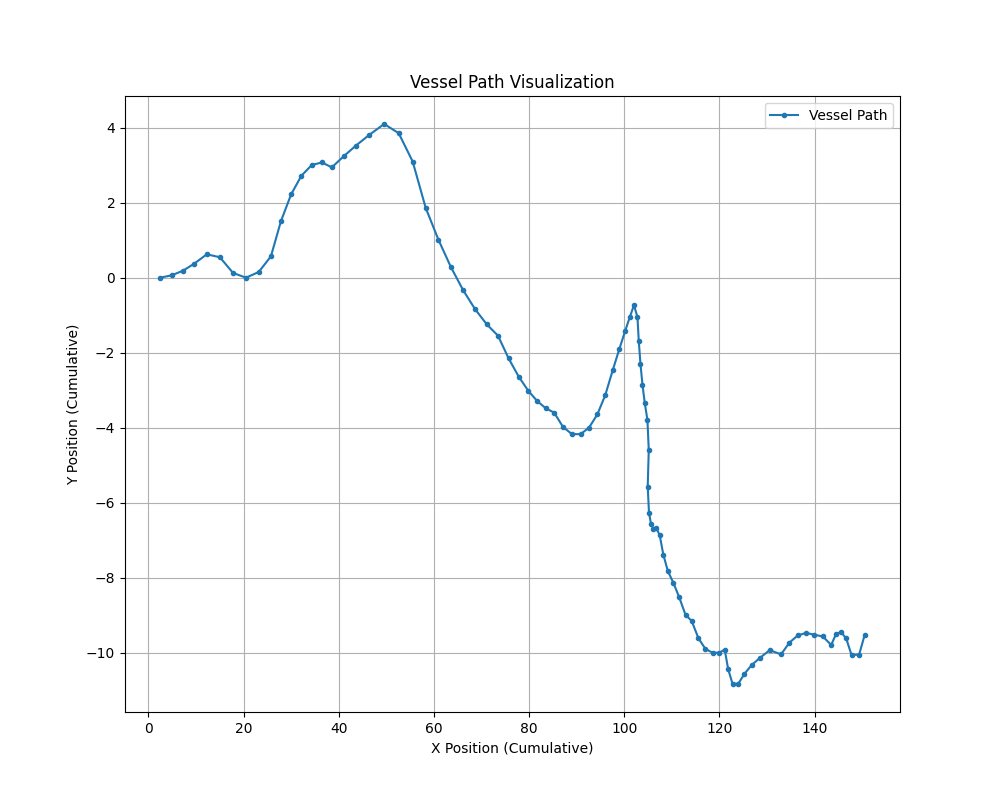 Vessel Path Visualization
Vessel Path
4
2
0
−2
−4
−6
−8
−10
Y Position (Cumulative)
0 20 40 60 80 100 120 140
X Position (Cumulative)